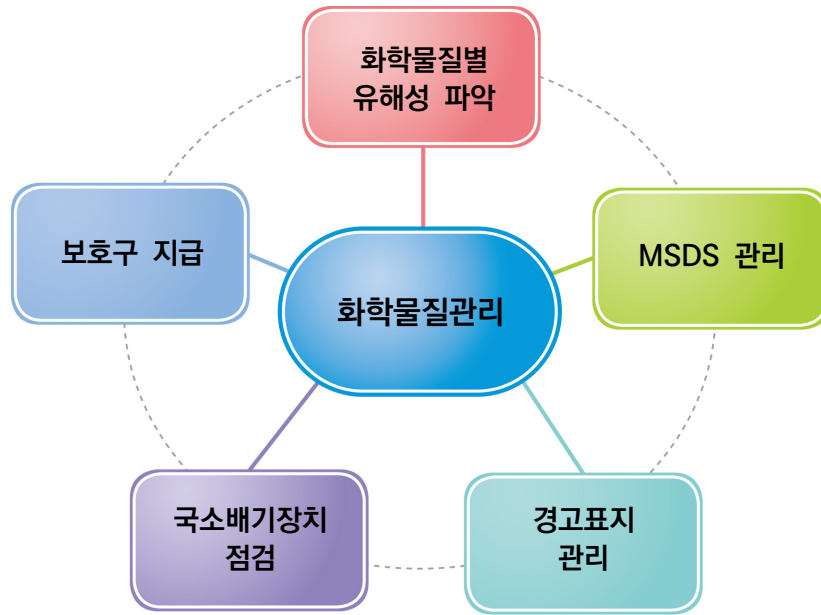 화학물질별
유해성 파악
보호구 지급
MSDS 관리
화학물질관리
국소배기장치
점검
경고표지
관리